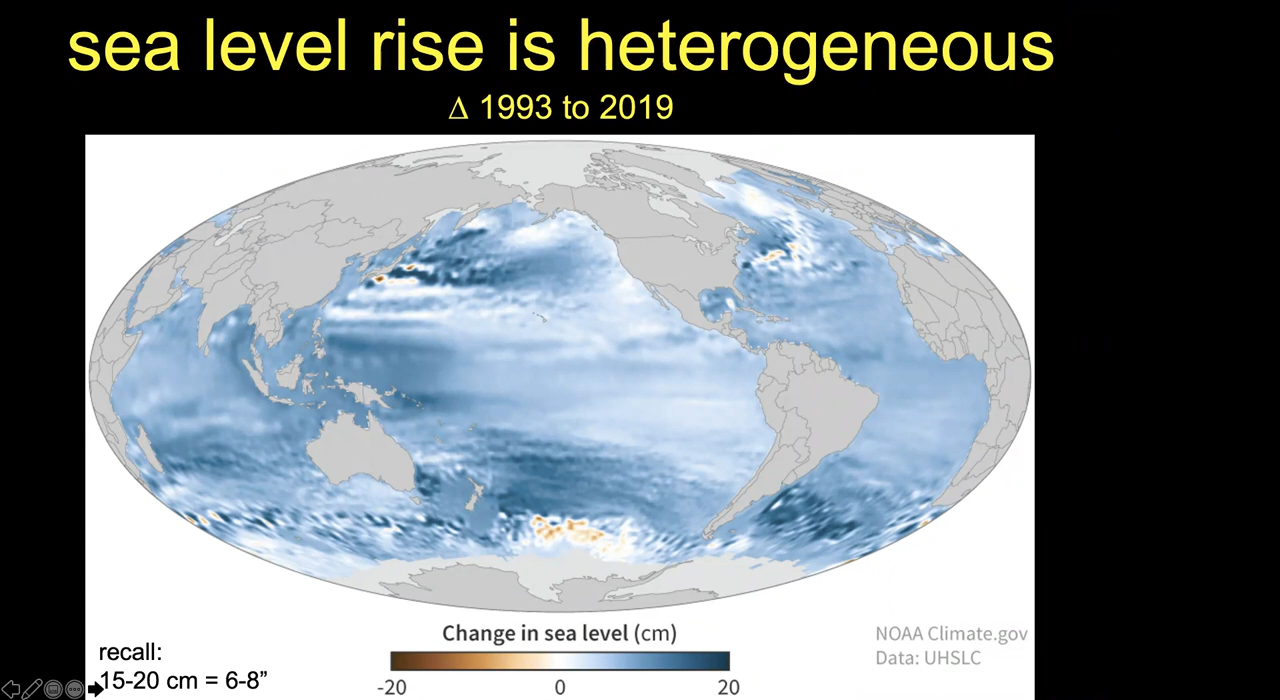 sea level rise is heterogeneous
Δ 1993 to 2019
Change in sea level (cm)
-20 0 20
NOAA Climate.gov
Data: UHSLC
recall:
15-20 cm = 6-8”